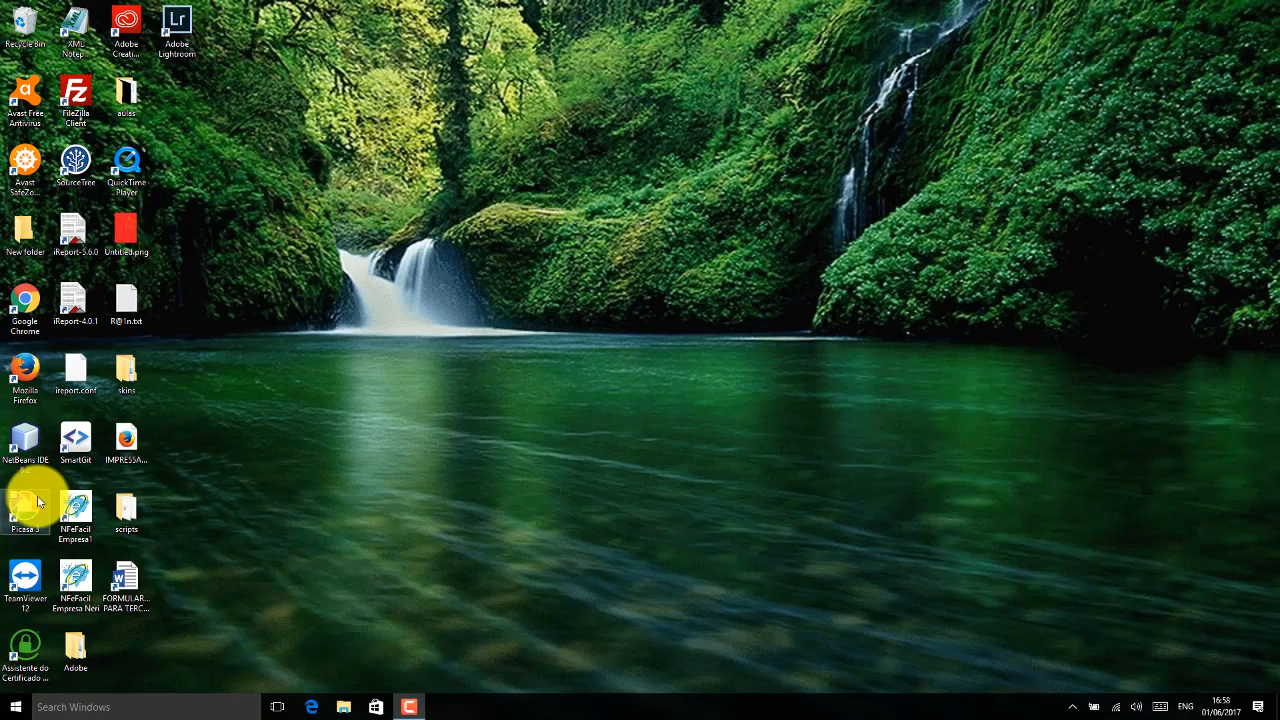 Recycle Bin
XML
Notep...
Adobe
Creati...
Lr
Adobe
Lightroom
Avast Free
Antivirus
FileZilla
Client
aulas
Avast
SafeZo...
SourceTree
QuickTime
Player
New folder
iReport-5.6.0
Untitled.png
Google
Chrome
iReport-4.0.1
R@1n.txt
Mozilla
Firefox
ireport.conf
skins
NetBeans IDE
SmartGit
IMPRE55A...
Picasa 3
NFeFacil
Empresa1
scripts
TeamViewer
12
NFeFacil
Empresa Neri
FORMULAR...
PARA TERC...
Assistente do
Certificado ...
Adobe
Search Windows
ENG
16:58
01/06/2017